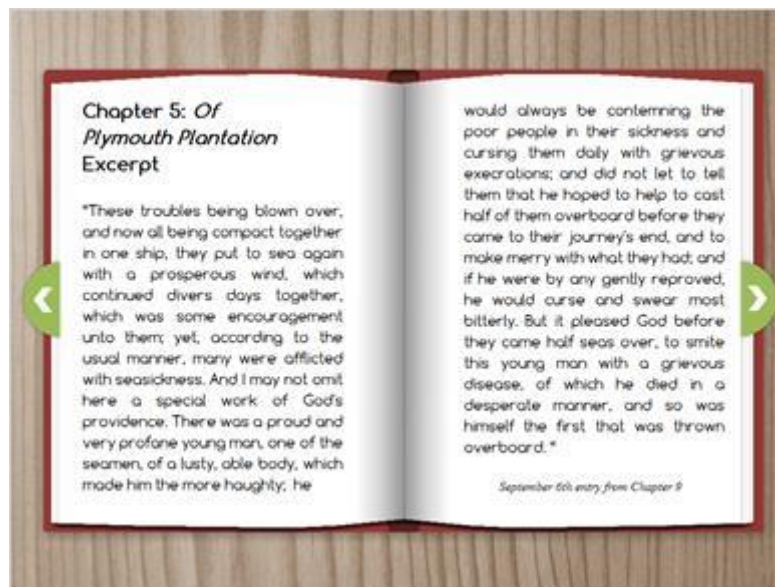 Chapter 5: Of
Plymouth Plantation
Excerpt
"These troubles being blown over,
and now all being compact together
in one ship, they put to sea again
with a prosperous wind, which
continued divers days together,
which was some encouragement
unto them; yet, according to the
usual manner, many were afflicted
with seasickness. And I may not omit
here a special work of God's
providence. There was a proud and
very profane young man, one of the
seamen, of a lusty, able body, which
made him the more haughty; he
would always be contemning the
poor people in their sickness and
cursing them daily with grievous
execrations; and did not let to tell
them that he hoped to help to cast
half of them overboard before they
came to their journey's end, and to
make merry with what they had; and
if he were by any gently reproved,
he would curse and swear most
bitterly. But it pleased God before
they came half seas over, to smite
this young man with a grievous
disease, of which he died in a
desperate manner, and so was
himself the first that was thrown
overboard. "
September 6th entry from Chapter 9